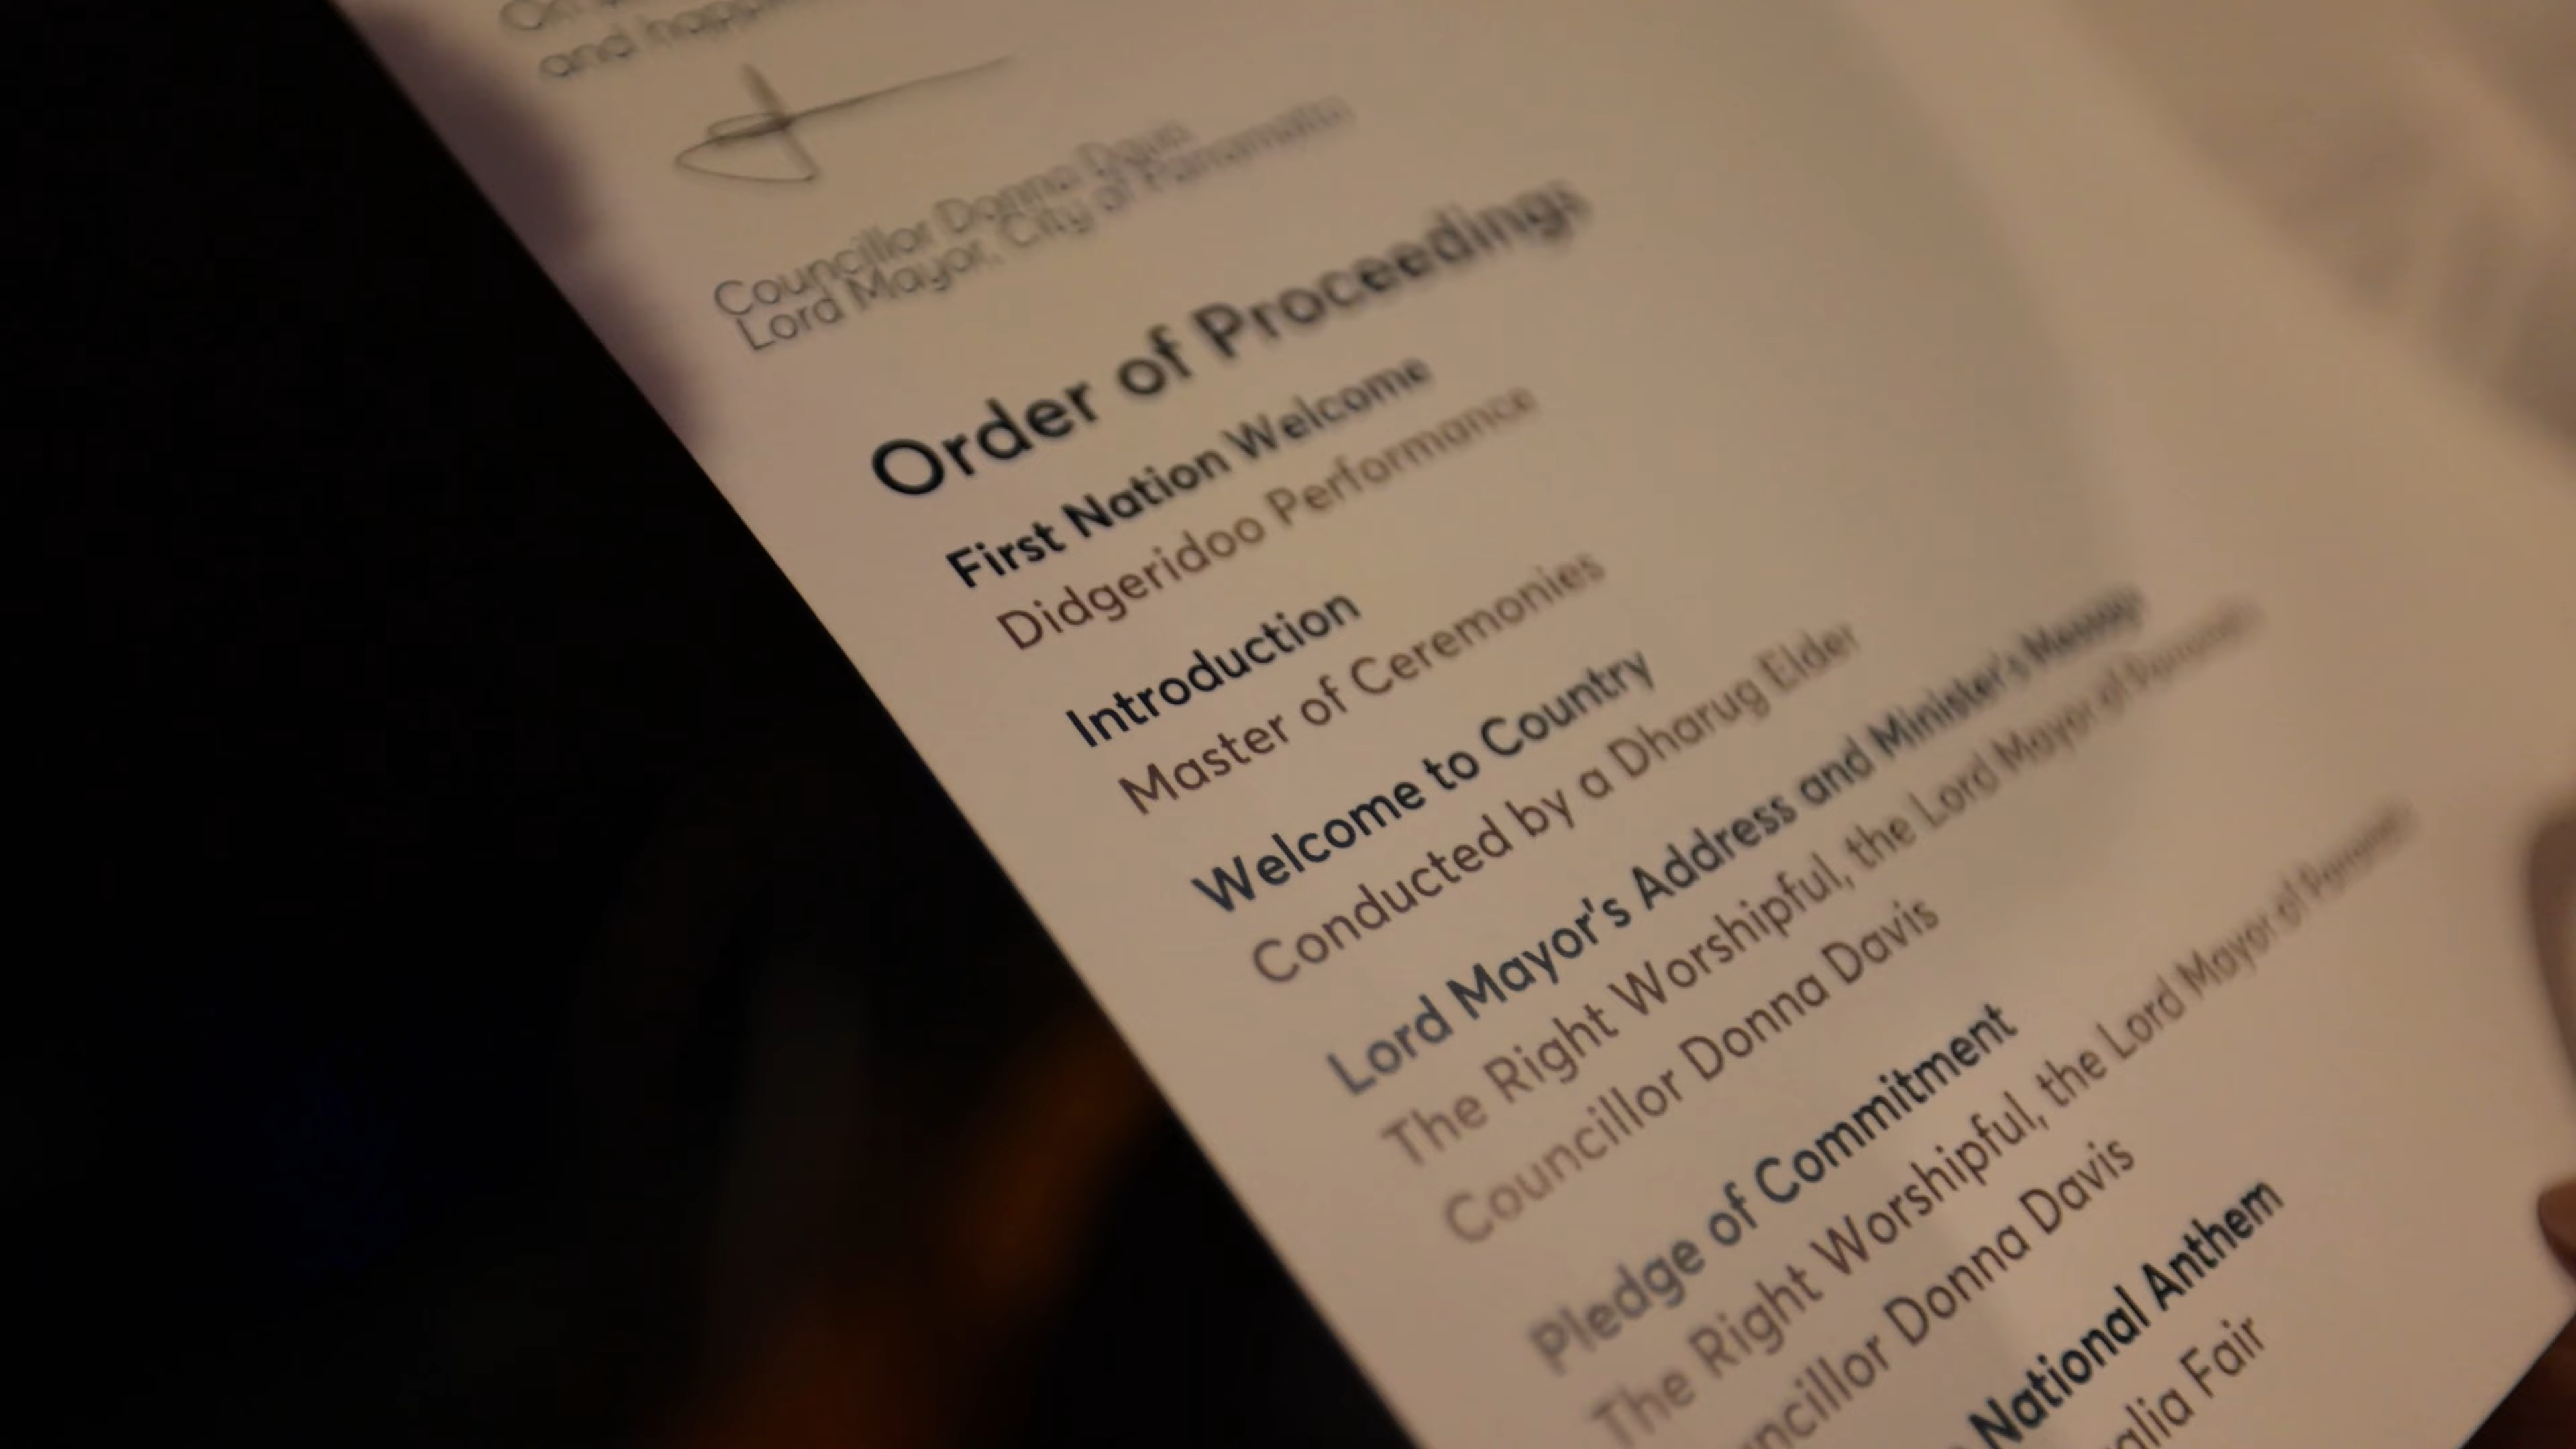 and
Councillor Donna Davis
Lord Mayor, City of Parramatta
Order of Proceedings
First Nation Welcome
Didgeridoo Performance
Introduction
Master of Ceremonies
Welcome to Country
Conducted by a Dharug Elder
Lord Mayor's Address and Minister's Message
The Right Worshipful, the Lord Mayor of Parramatta
Councillor Donna Davis
Pledge of Commitment
The Right Worshipful, the Lord Mayor of Parramatta
Councillor Donna Davis
National Anthem
Fair